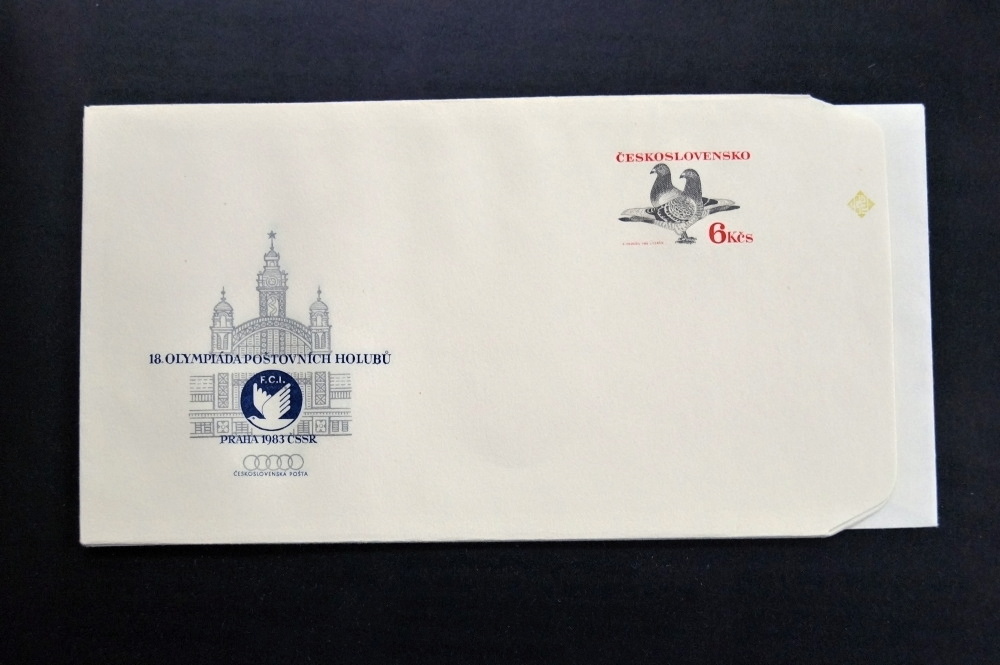 ČESKOSLOVENSKO
6Kčs
18. OLYMPIÁDA POŠTOVNÍCH HOLUBŮ
F.C.I.
PRAHA 1983 ČSSR
ČESKOSLOVENSKÁ POŠTA